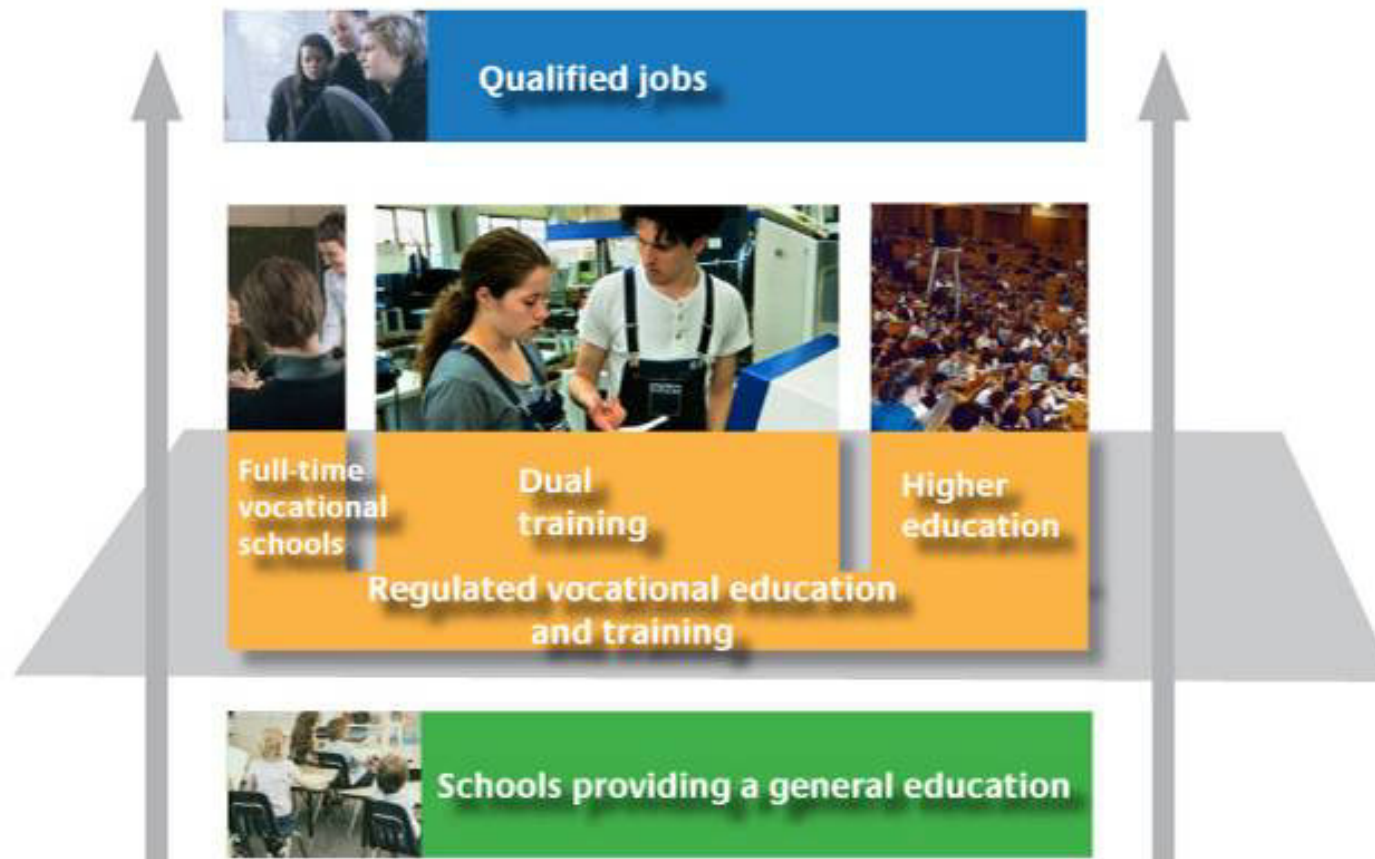 Qualified jobs
Full-time
vocational
schools
Dual
training
Higher
education
Regulated vocational education
and training
Schools providing a general education